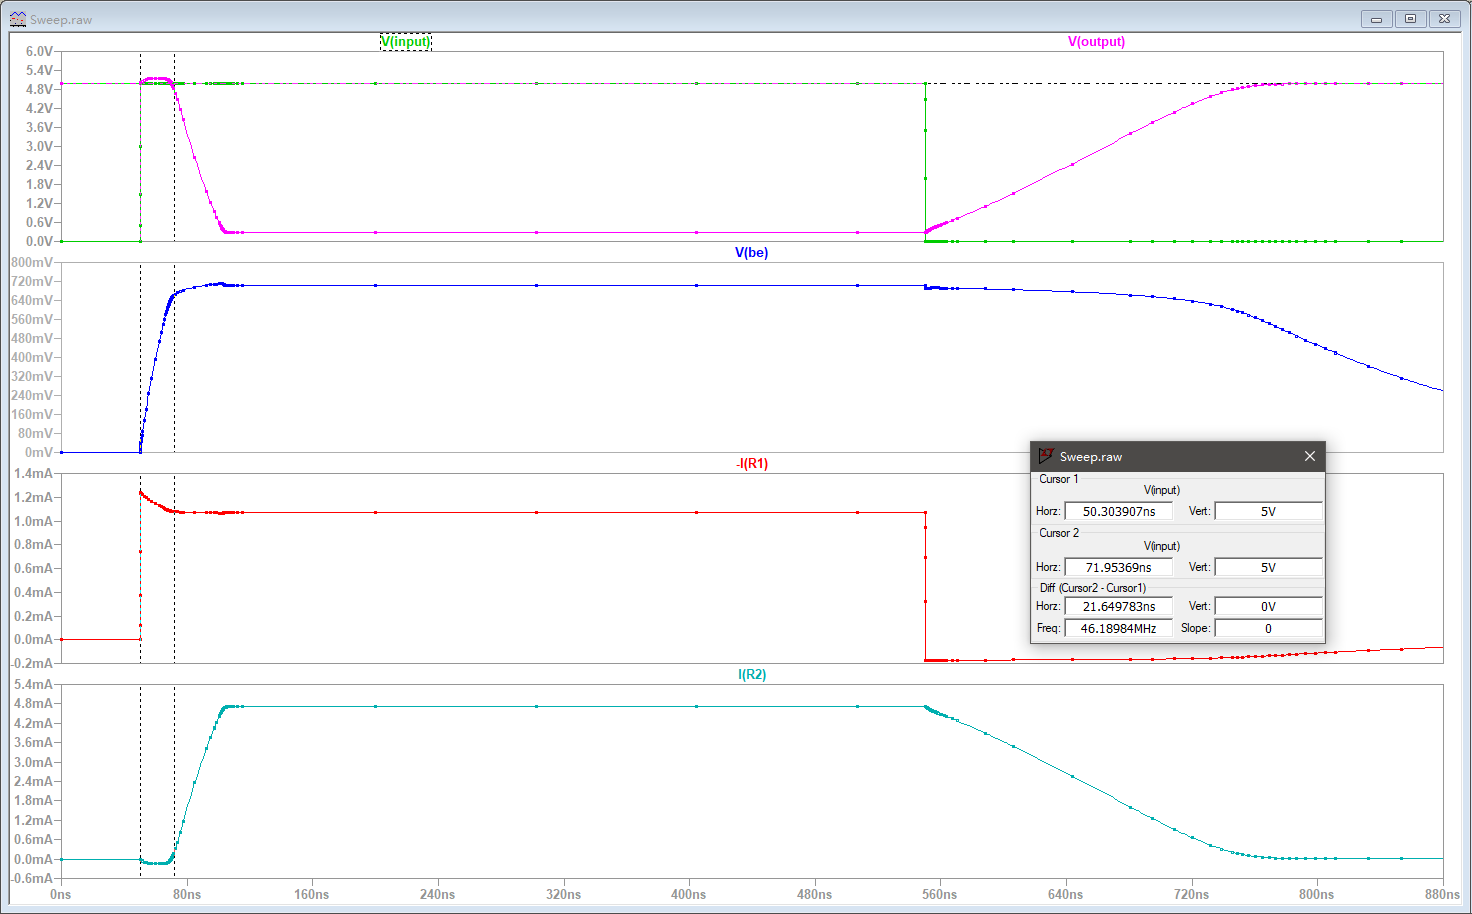 Sweep.raw
V(input)
V(output)
6.0V
5.4V
4.8V
4.2V
3.6V
3.0V
2.4V
1.8V
1.2V
0.6V
0.0V
V(be)
800mV
720mV
640mV
560mV
480mV
400mV
320mV
240mV
160mV
80mV
0mV
-I(R1)
1.4mA
1.2mA
1.0mA
0.8mA
0.6mA
0.4mA
0.2mA
0.0mA
-0.2mA
I(R2)
5.4mA
4.8mA
4.2mA
3.6mA
3.0mA
2.4mA
1.8mA
1.2mA
0.6mA
0.0mA
-0.6mA
0ns 80ns 160ns 240ns 320ns 400ns 480ns 560ns 640ns 720ns 800ns 880ns
Sweep.raw
Cursor 1
V(input)
Horz: 50.303907ns Vert: 5V
Cursor 2
V(input)
Horz: 71.95369ns Vert: 5V
Diff (Cursor2 - Cursor1)
Horz: 21.649783ns Vert: 0V
Freq: 46.18984MHz Slope: 0